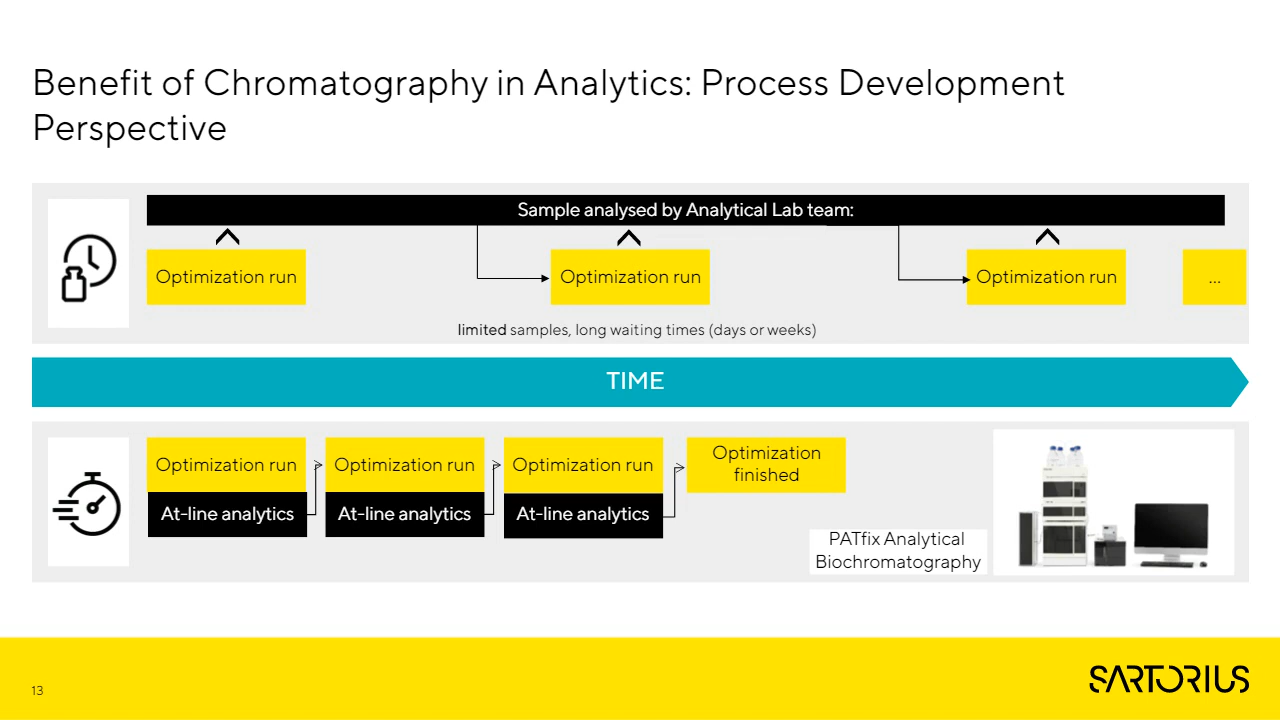 Benefit of Chromatography in Analytics: Process Development
Perspective
Sample analysed by Analytical Lab team:
Optimization run
Optimization run
Optimization run
...
limited samples, long waiting times (days or weeks)
TIME
Optimization run
Optimization run
Optimization run
Optimization
finished
At-line analytics
At-line analytics
At-line analytics
PATfix Analytical
Biochromatography
13
SARTORIUS